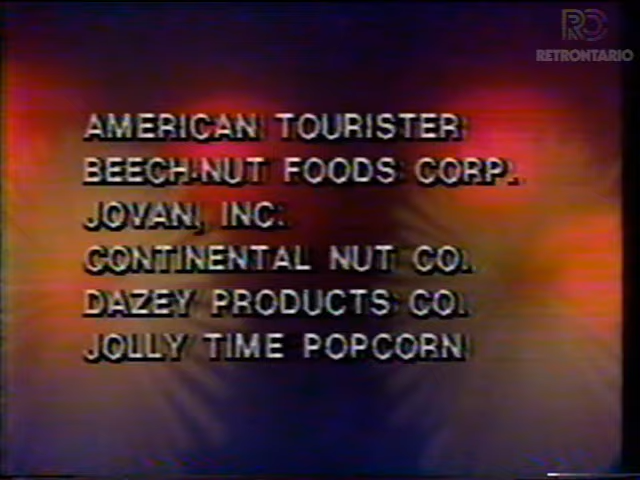 RETRONTARIO
AMERICAN TOURISTER
BEECH-NUT FOODS CORP.
JOVAN, INC.
CONTINENTAL NUT CO.
DAZEY PRODUCTS CO.
JOLLY TIME POPCORN